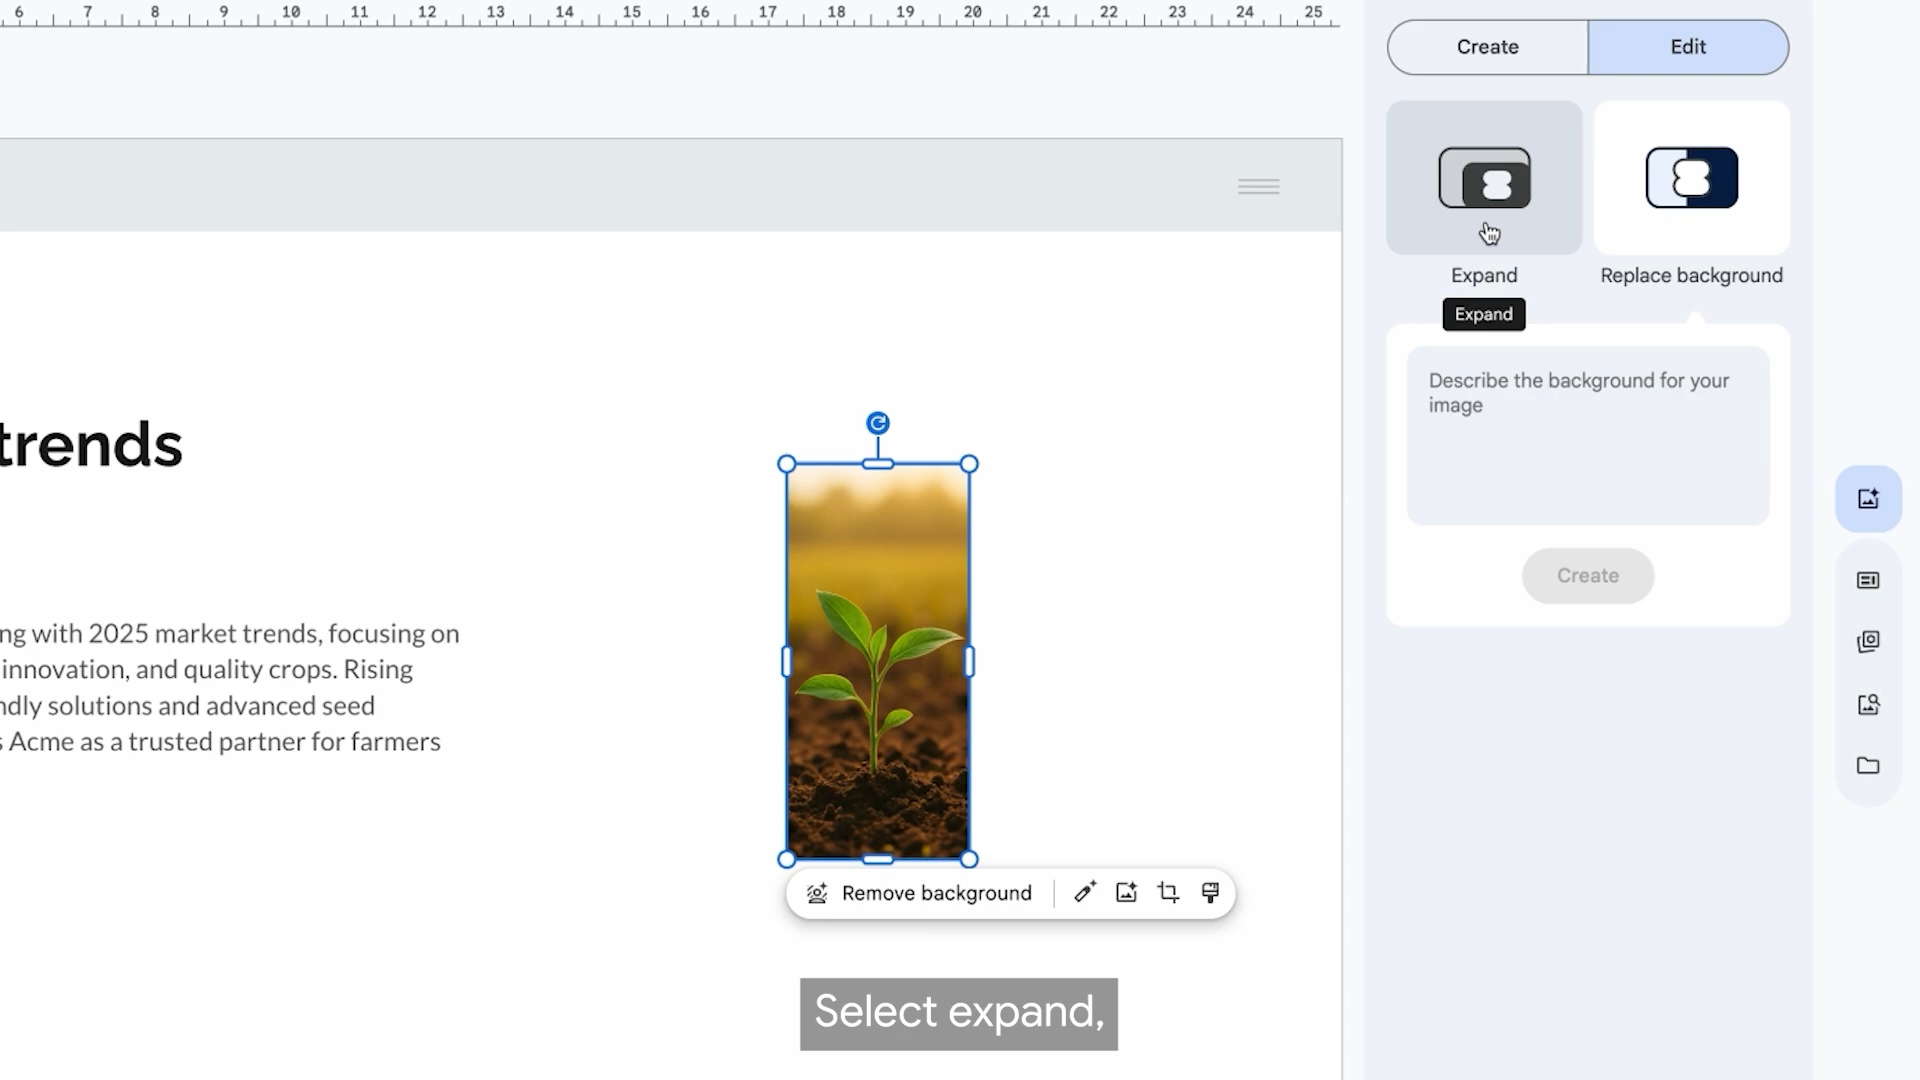 6 7 8 9 10 11 12 13 14 15 16 17 18 19 20 21 22 23 24 25
Create
Edit
Expand
Replace background
Expand
Describe the background for your
image
Create
trends
ng with 2025 market trends, focusing on
innovation, and quality crops. Rising
ndly solutions and advanced seed
s Acme as a trusted partner for farmers
Remove background
Select expand,